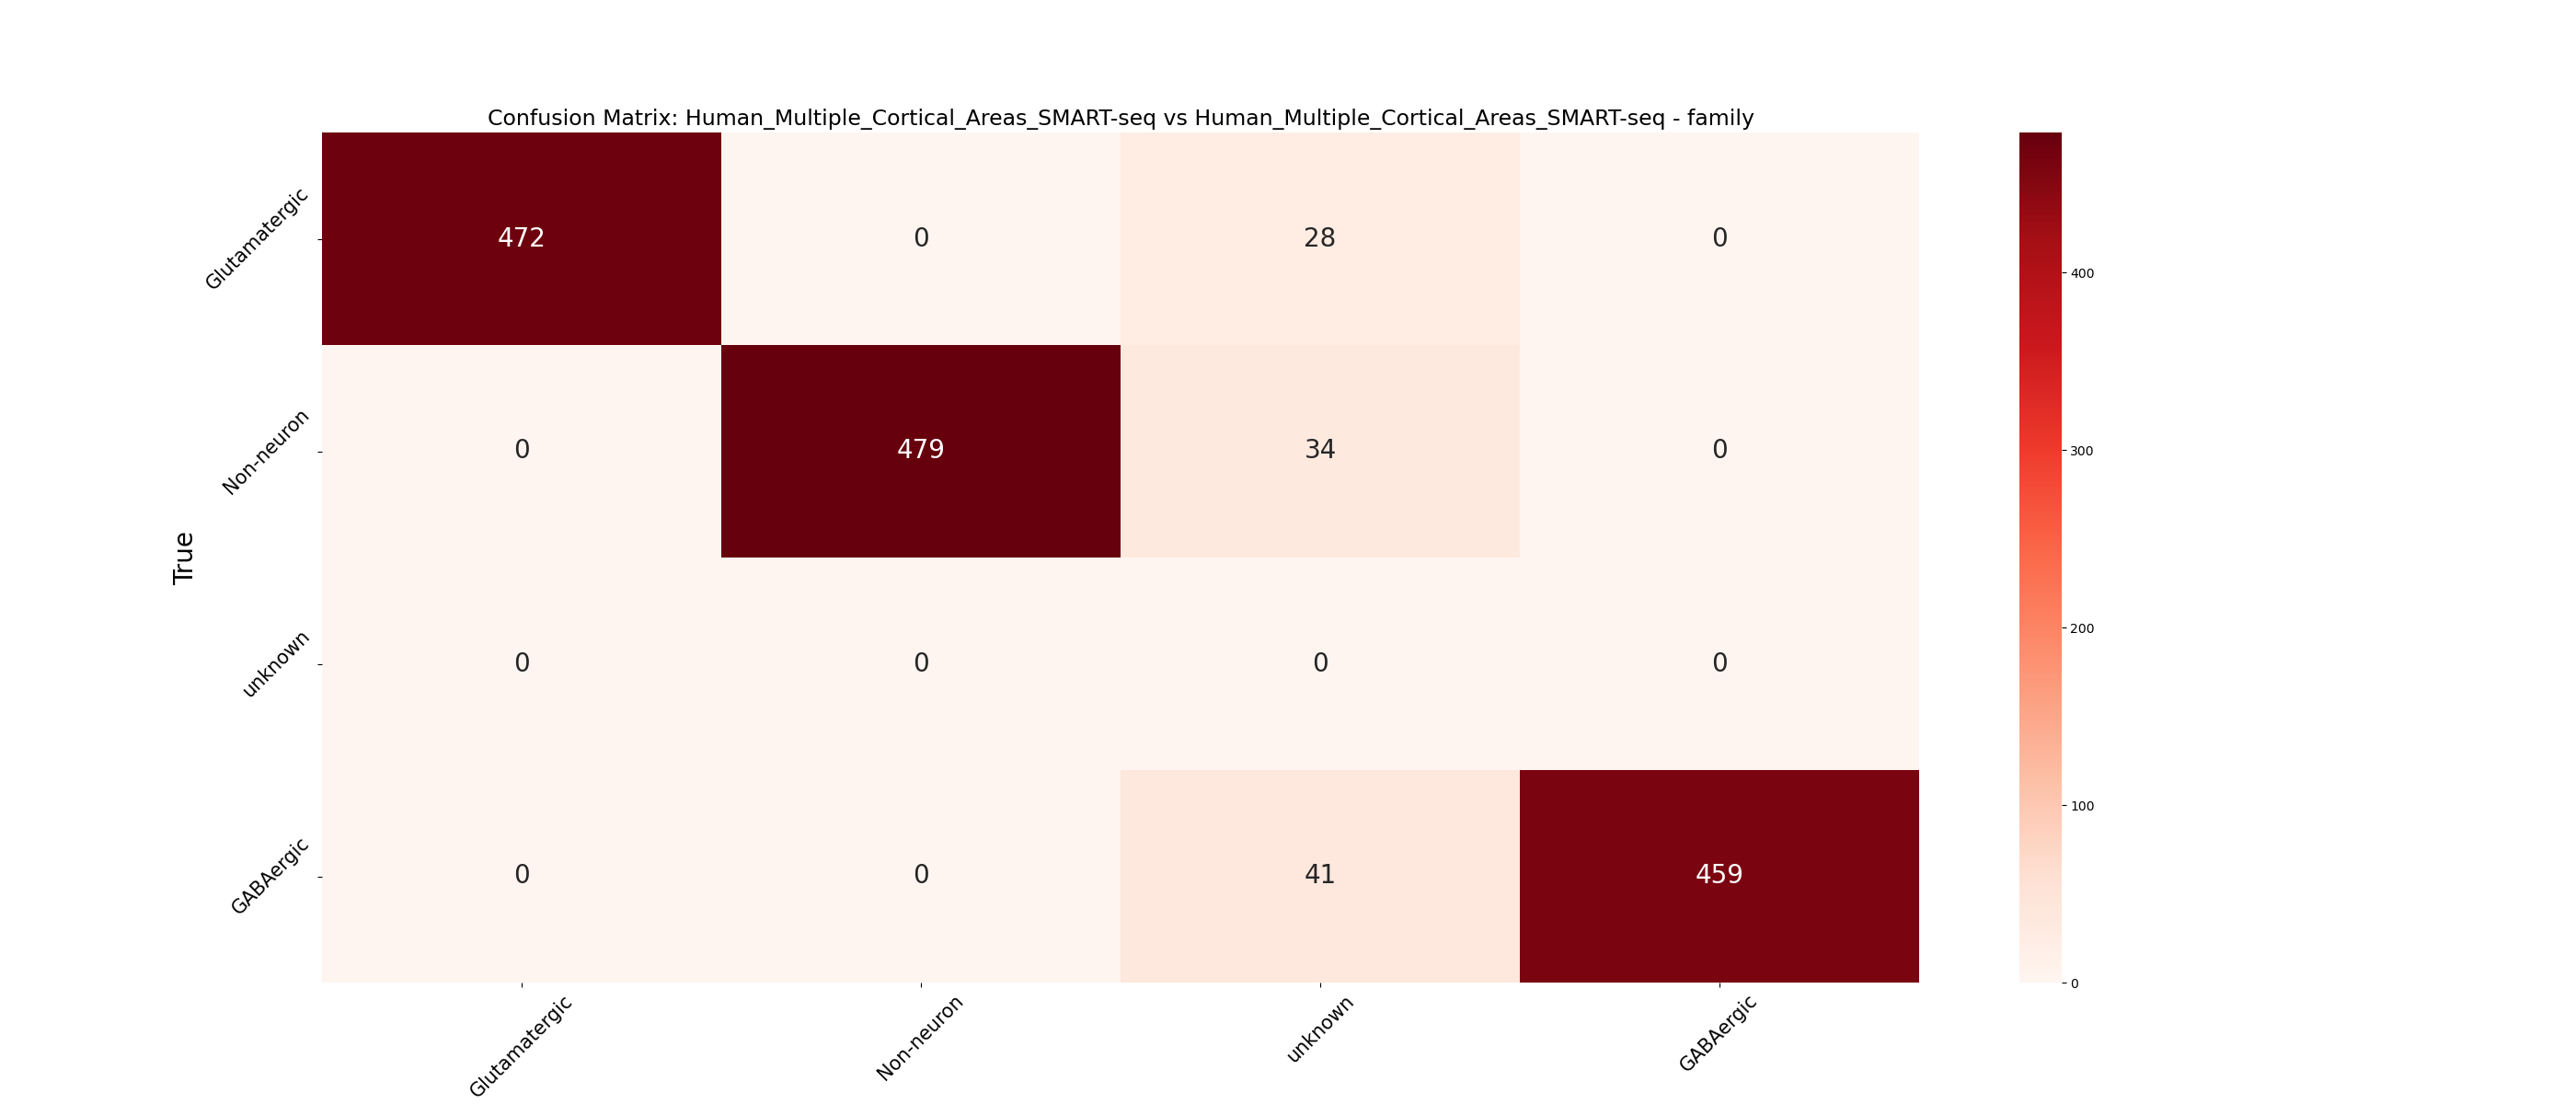 Confusion Matrix: Human_Multiple_Cortical_Areas_SMART-seq vs Human_Multiple_Cortical_Areas_SMART-seq - family
Glutamatergic
472
0
28
0
Non-neuron
0
479
34
0
unknown
0
0
0
0
GABAergic
0
0
41
459
True
Glutamatergic
Non-neuron
unknown
GABAergic
400
300
200
100
0